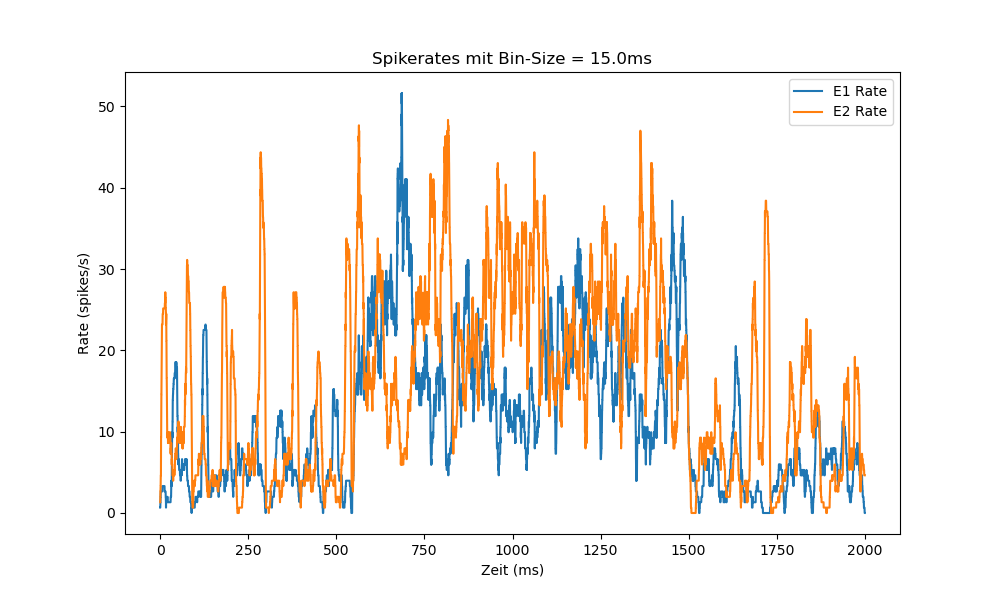 Spikerates mit Bin-Size = 15.0ms
E1 Rate
E2 Rate
Rate (spikes/s)
50
40
30
20
10
0
0 250 500 750 1000 1250 1500 1750 2000
Zeit (ms)